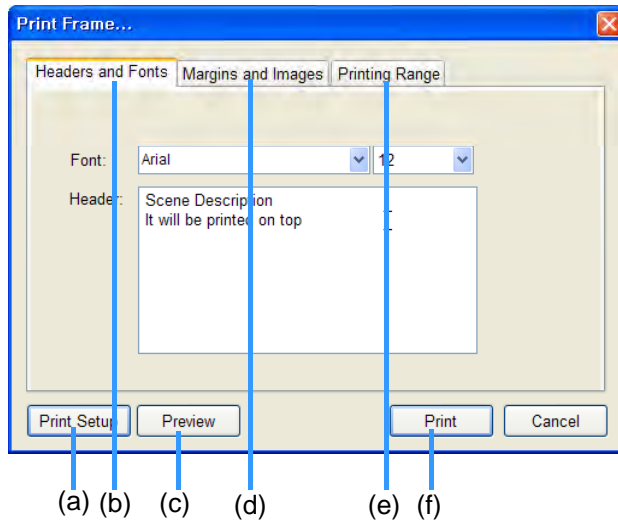 Print Frame...
Headers and Fonts Margins and Images Printing Range
Font: Arial 12
Header: Scene Description
It will be printed on top
Print Setup Preview Print Cancel
(a) (b) (c) (d) (e) (f)